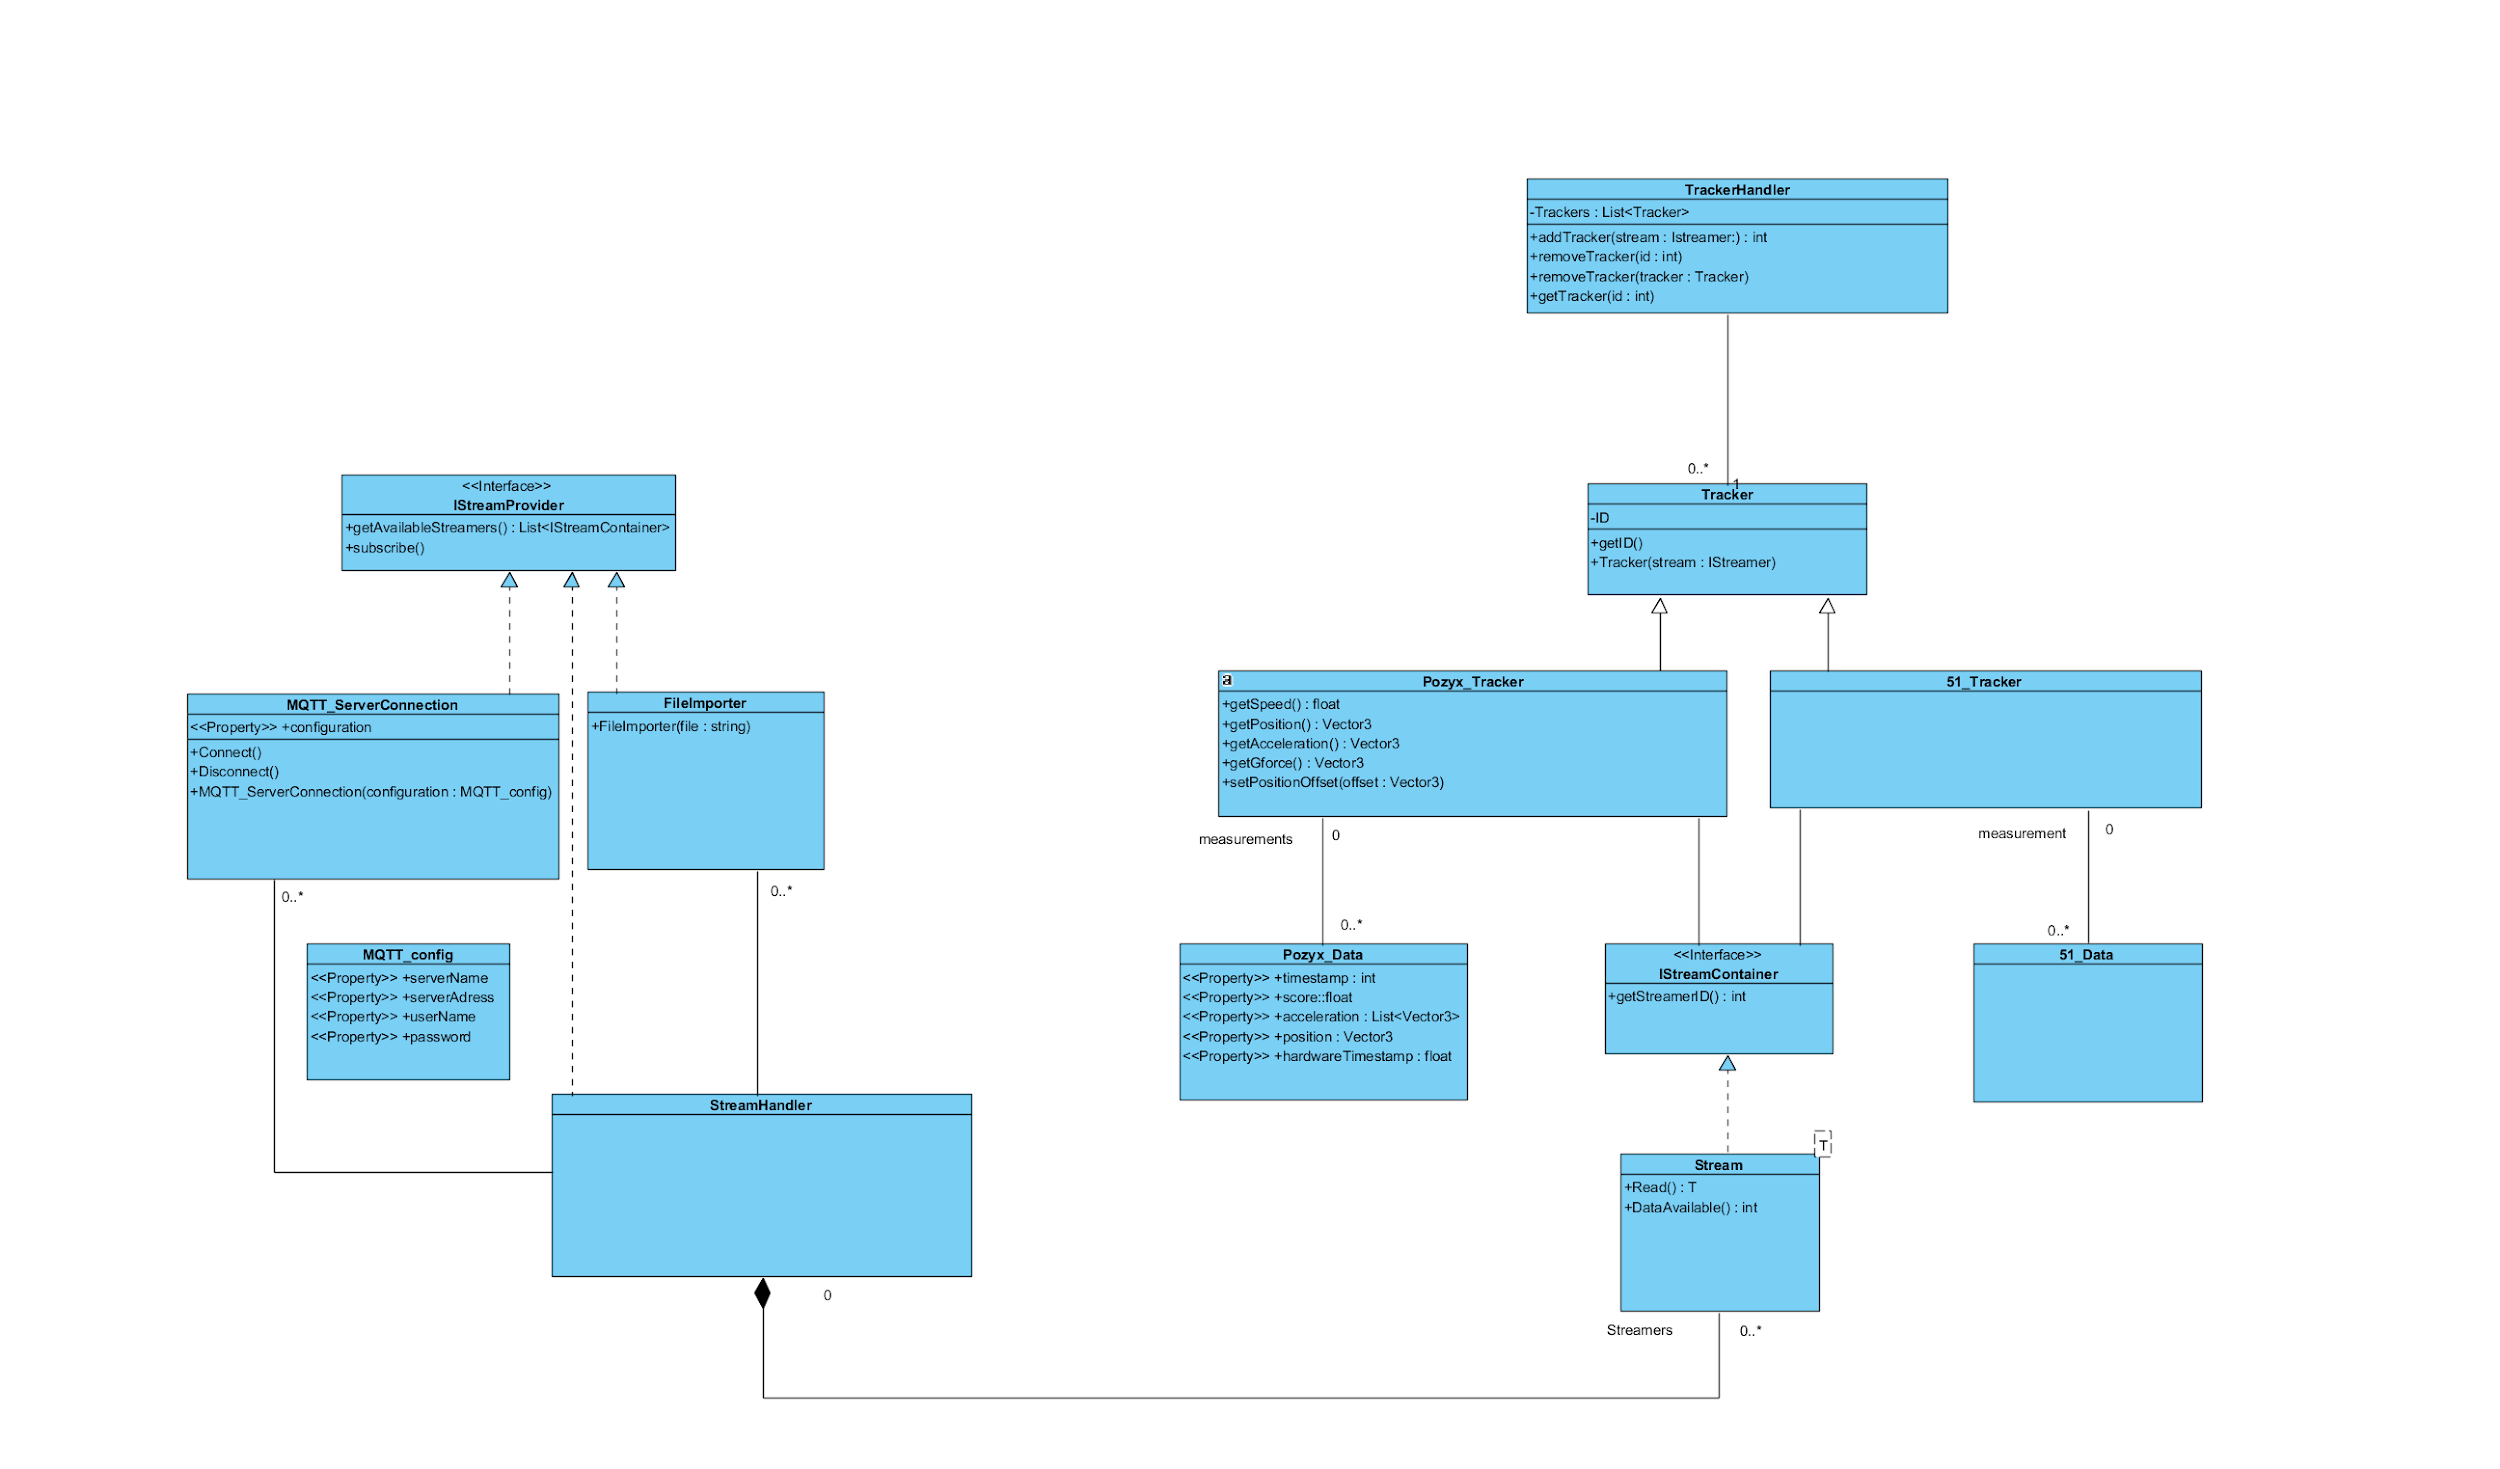 TrackerHandler
-Trackers : List<Tracker>
+addTracker(stream : Istreamer:) : int
+removeTracker(id : int)
+removeTracker(tracker : Tracker)
+getTracker(id : int)
0..*
1
Tracker
-ID
+getID()
+Tracker(stream : IStreamer)
<<Interface>>
IStreamProvider
+getAvailableStreamers() : List<IStreamContainer>
+subscribe()
MQTT_ServerConnection
<<Property>> +configuration
+Connect()
+Disconnect()
+MQTT_ServerConnection(configuration : MQTT_config)
0..*
FileImporter
+FileImporter(file : string)
0..*
MQTT_config
<<Property>> +serverName
<<Property>> +serverAdress
<<Property>> +userName
<<Property>> +password
StreamHandler
0
a
Pozyx_Tracker
+getSpeed() : float
+getPosition() : Vector3
+getAcceleration() : Vector3
+getGforce() : Vector3
+setPositionOffset(offset : Vector3)
measurements
0
0..*
51_Tracker
measurement
0
0..*
Pozyx_Data
<<Property>> +timestamp : int
<<Property>> +score::float
<<Property>> +acceleration : List<Vector3>
<<Property>> +position : Vector3
<<Property>> +hardwareTimestamp : float
<<Interface>>
IStreamContainer
+getStreamerID() : int
51_Data
T
Stream
+Read() : T
+DataAvailable() : int
Streamers
0..*